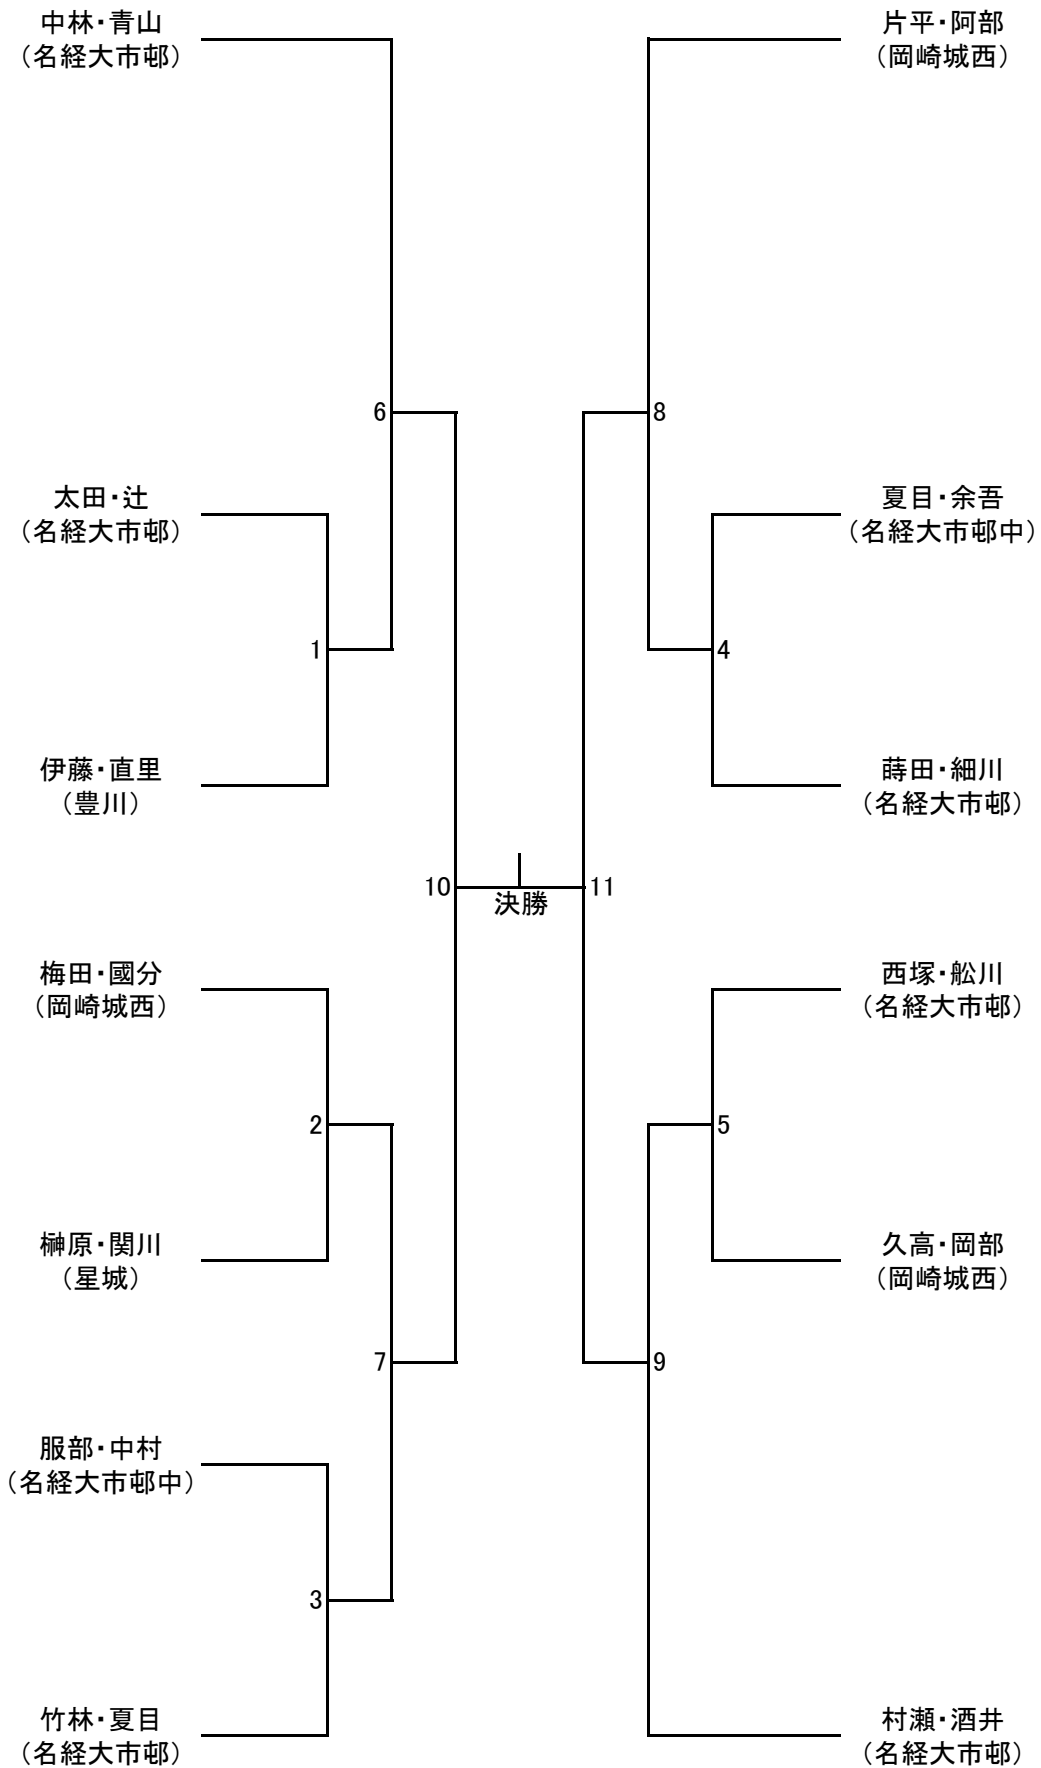 中林・青山
（名経大市邨）
片平・阿部
（岡崎城西）
6
8
太田・辻
（名経大市邨）
夏目・余吾
（名経大市邨中）
1
4
伊藤・直里
（豊川）
蒔田・細川
（名経大市邨）
10
決勝
11
梅田・國分
（岡崎城西）
西塚・舩川
（名経大市邨）
2
5
榊原・関川
（星城）
久高・岡部
（岡崎城西）
7
9
服部・中村
（名経大市邨中）
3
竹林・夏目
（名経大市邨）
村瀬・酒井
（名経大市邨）